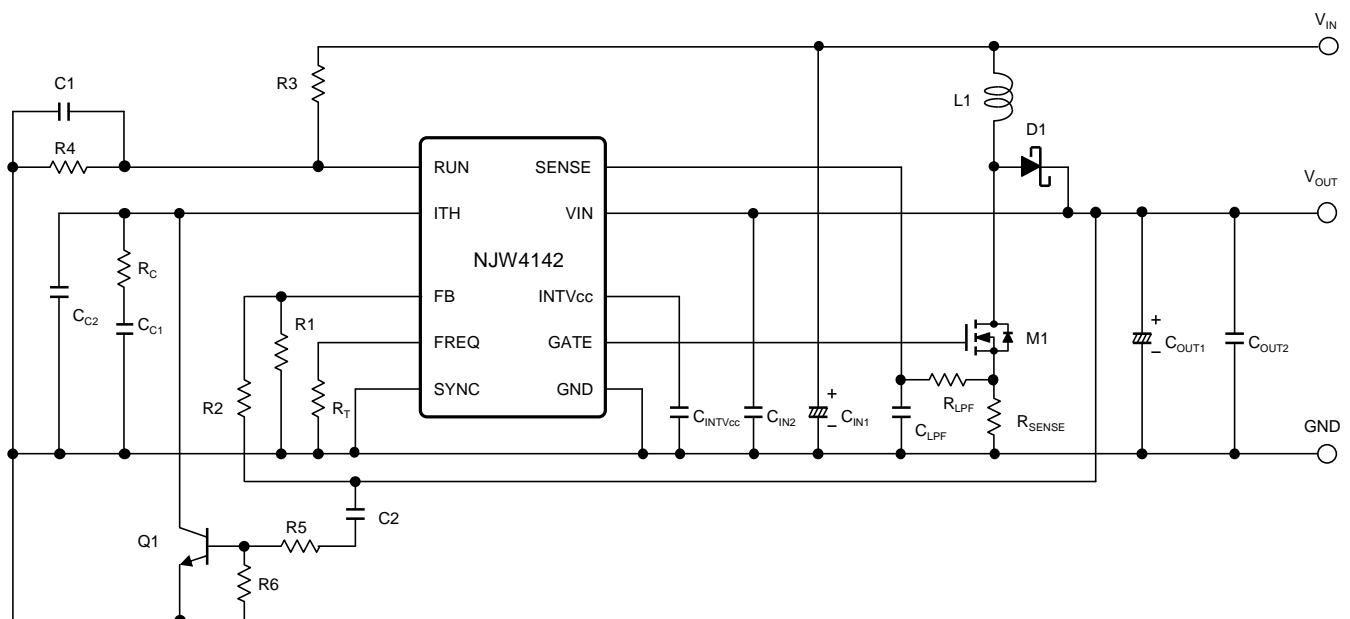 V_IN
C1
R3
L1
D1
R4
RUN
SENSE
V_OUT
ITH
VIN
NJW4142
R_C
C_C2
C_C1
FB
INTVcc
R1
FREQ
GATE
M1
+
–
C_OUT1
C_OUT2
R2
R_T
SYNC
GND
C_INTVcc
C_IN2
+
–
C_IN1
R_LPF
C_LPF
R_SENSE
GND
C2
Q1
R5
R6